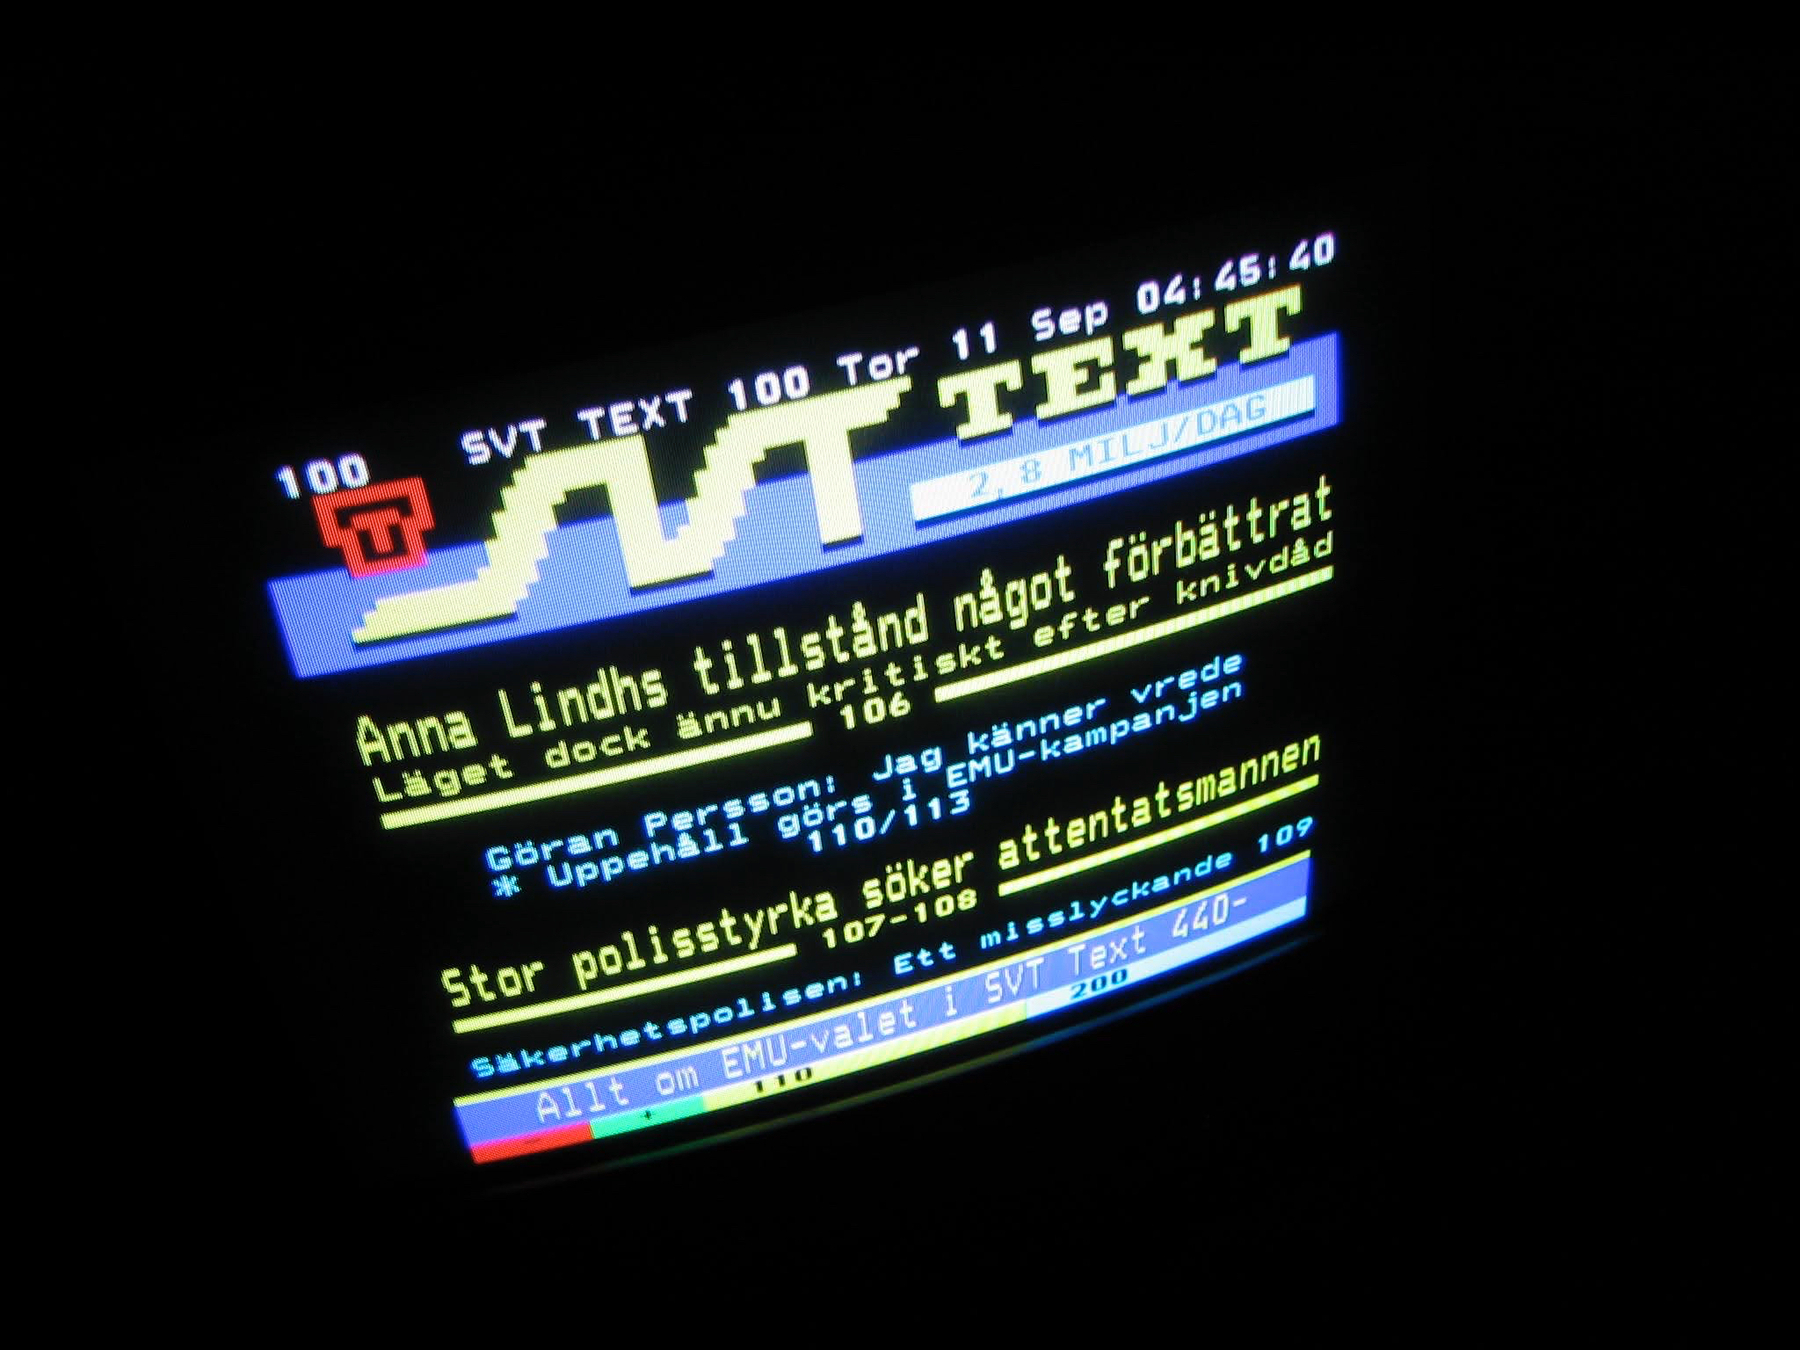 100 SVT TEXT 100 Tor 11 Sep 04:45:40
T SVT TEXT
2,8 MILJ/DAG
Anna Lindhs tillstånd något förbättrat
Läget dock ännu kritiskt efter knivdåd
106
Göran Persson: Jag känner vrede
* Uppehåll görs i EMU-kampanjen
110/113
Stor polisstyrka söker attentatsmannen
107-108
Säkerhetspolisen: Ett misslyckande 109
Allt om EMU-valet i SVT Text 440-
- + 110 200